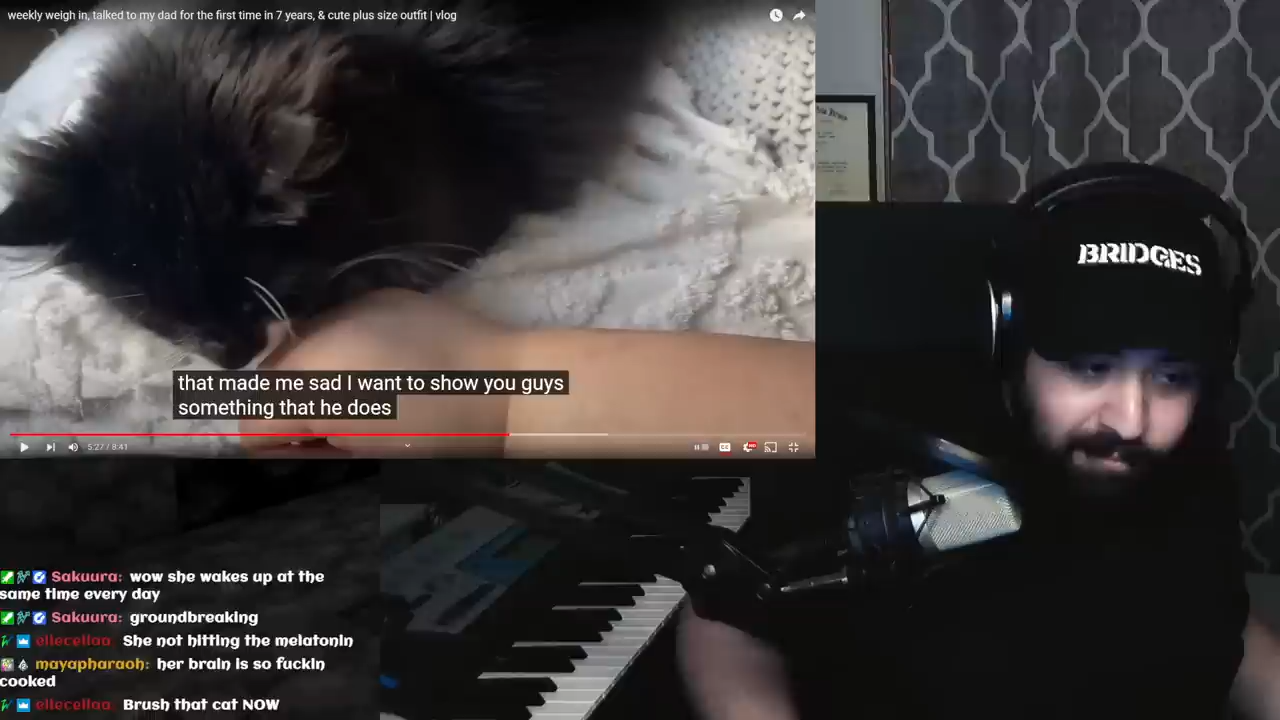 weekly weigh in, talked to my dad for the first time in 7 years, & cute plus size outfit | vlog
BRIDGES
that made me sad I want to show you guys
something that he does
5:27 / 8:41
CC
HD
Sakuura: wow she wakes up at the
same time every day
Sakuura: groundbreaking
ellecellaa: She not hitting the melatonin
mayapharaoh: her brain is so fuckin
cooked
ellecellaa: Brush that cat NOW